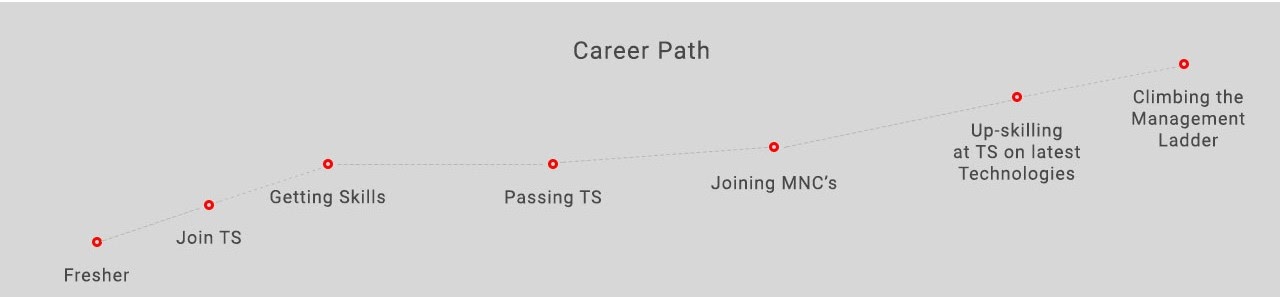 Career Path
Fresher
Join TS
Getting Skills
Passing TS
Joining MNC’s
Up-skilling
at TS on latest
Technologies
Climbing the
Management
Ladder